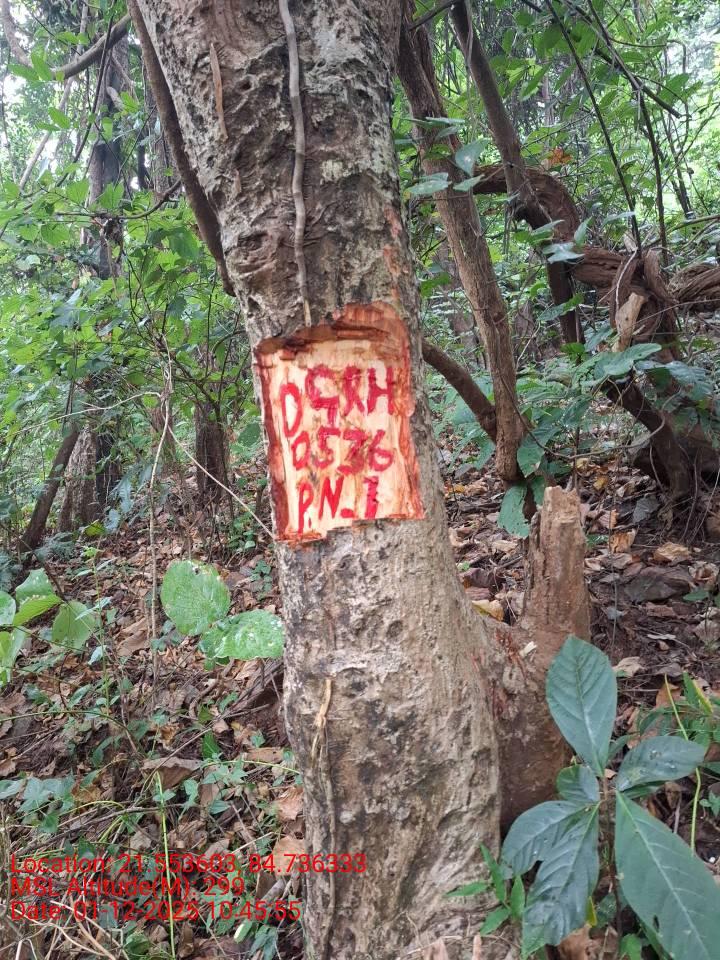 DGRH
0536
P.N-1
Location: 21.553603, 84.736333
MSL Altitude(M): 299
Date: 01-12-2025 10:45:55